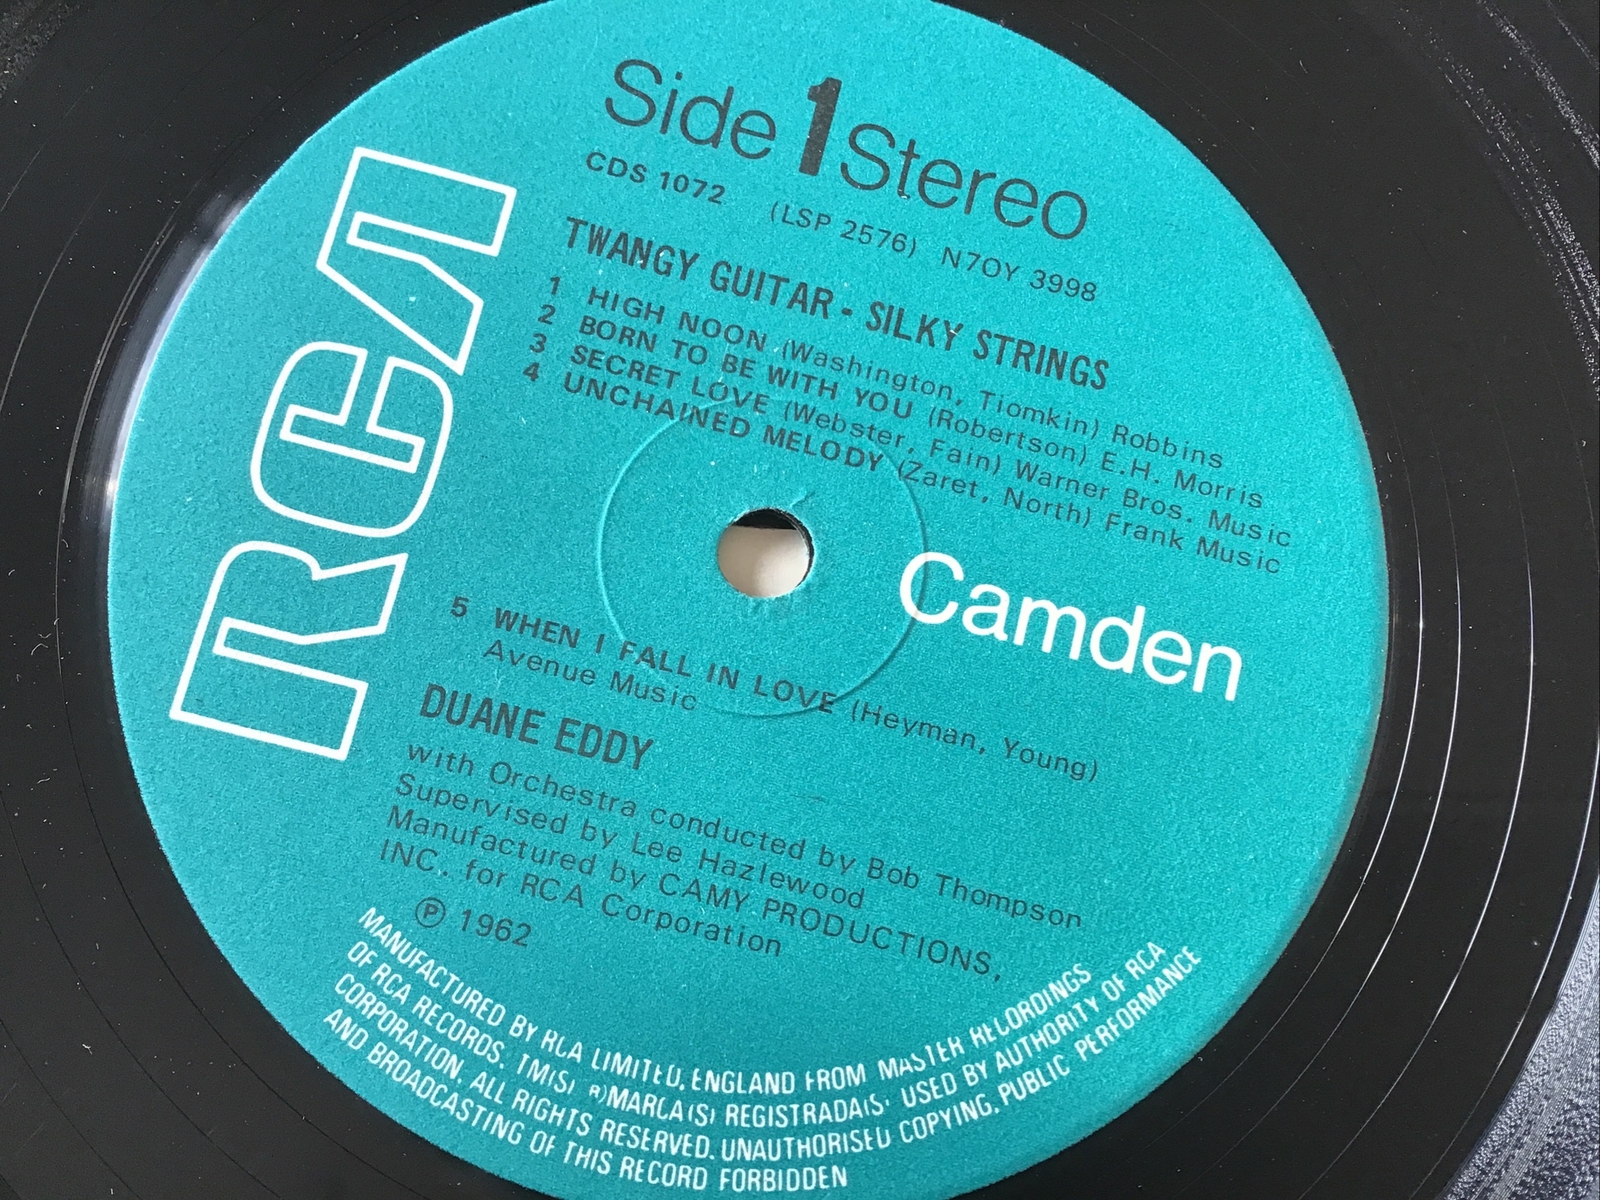 RCA
Side 1 Stereo
CDS 1072 (LSP 2576) N7OY 3998
TWANGY GUITAR - SILKY STRINGS
1 HIGH NOON (Washington, Tiomkin) Robbins
2 BORN TO BE WITH YOU (Robertson) E.H. Morris
3 SECRET LOVE (Webster, Fain) Warner Bros. Music
4 UNCHAINED MELODY (Zaret, North) Frank Music
Camden
5 WHEN I FALL IN LOVE (Heyman, Young)
Avenue Music
DUANE EDDY
with Orchestra conducted by Bob Thompson
Supervised by Lee Hazlewood
Manufactured by CAMY PRODUCTIONS,
INC., for RCA Corporation
℗ 1962
MANUFACTURED BY RCA LIMITED, ENGLAND FROM MASTER RECORDINGS
OF RCA RECORDS. TM(S) ®)MARCA(S) REGISTRADA(S). USED BY AUTHORITY OF RCA
CORPORATION. ALL RIGHTS RESERVED. UNAUTHORISED COPYING, PUBLIC PERFORMANCE
AND BROADCASTING OF THIS RECORD FORBIDDEN